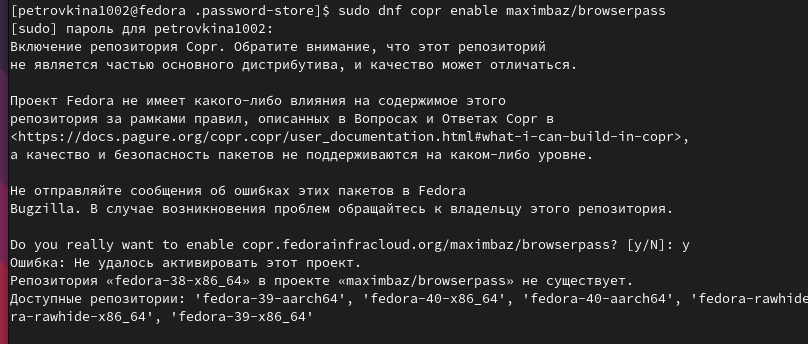 [petrovkina1002@fedora .password-store]$ sudo dnf copr enable maximbaz/browserpass
[sudo] пароль для petrovkina1002:
Включение репозитория Copr. Обратите внимание, что этот репозиторий
не является частью основного дистрибутива, и качество может отличаться.
Проект Fedora не имеет какого-либо влияния на содержимое этого
репозитория за рамками правил, описанных в Вопросах и Ответах Copr в
<https://docs.pagure.org/copr.copr/user_documentation.html#what-i-can-build-in-copr>,
а качество и безопасность пакетов не поддерживаются на каком-либо уровне.
Не отправляйте сообщения об ошибках этих пакетов в Fedora
Bugzilla. В случае возникновения проблем обращайтесь к владельцу этого репозитория.
Do you really want to enable copr.fedorainfracloud.org/maximbaz/browserpass? [y/N]: y
Ошибка: Не удалось активировать этот проект.
Репозитория «fedora-38-x86_64» в проекте «maximbaz/browserpass» не существует.
Доступные репозитории: 'fedora-39-aarch64', 'fedora-40-x86_64', 'fedora-40-aarch64', 'fedora-rawhide
ra-rawhide-x86_64', 'fedora-39-x86_64'